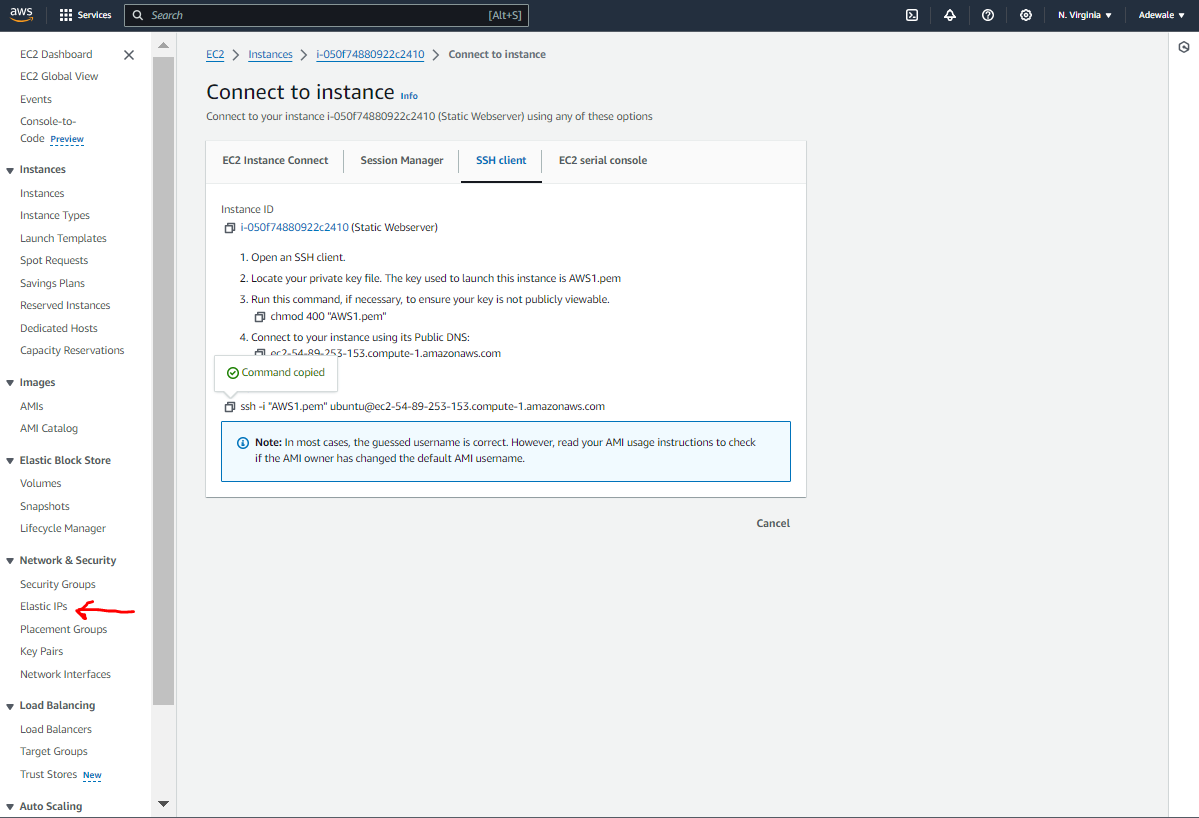 aws
Services
Search
[Alt+S]
N. Virginia
Adewale
EC2 Dashboard
EC2 Global View
Events
Console-to-
Code Preview
Instances
Instances
Instance Types
Launch Templates
Spot Requests
Savings Plans
Reserved Instances
Dedicated Hosts
Capacity Reservations
Images
AMIs
AMI Catalog
Elastic Block Store
Volumes
Snapshots
Lifecycle Manager
Network & Security
Security Groups
Elastic IPs
Placement Groups
Key Pairs
Network Interfaces
Load Balancing
Load Balancers
Target Groups
Trust Stores New
Auto Scaling
EC2 > Instances > i-050f74880922c2410 > Connect to instance
Connect to instance Info
Connect to your instance i-050f74880922c2410 (Static Webserver) using any of these options
EC2 Instance Connect
Session Manager
SSH client
EC2 serial console
Instance ID
i-050f74880922c2410 (Static Webserver)
1. Open an SSH client.
2. Locate your private key file. The key used to launch this instance is AWS1.pem
3. Run this command, if necessary, to ensure your key is not publicly viewable.
chmod 400 "AWS1.pem"
4. Connect to your instance using its Public DNS:
ec2-54-89-253-153.compute-1.amazonaws.com
Command copied
ssh -i "AWS1.pem" ubuntu@ec2-54-89-253-153.compute-1.amazonaws.com
Note: In most cases, the guessed username is correct. However, read your AMI usage instructions to check
if the AMI owner has changed the default AMI username.
Cancel